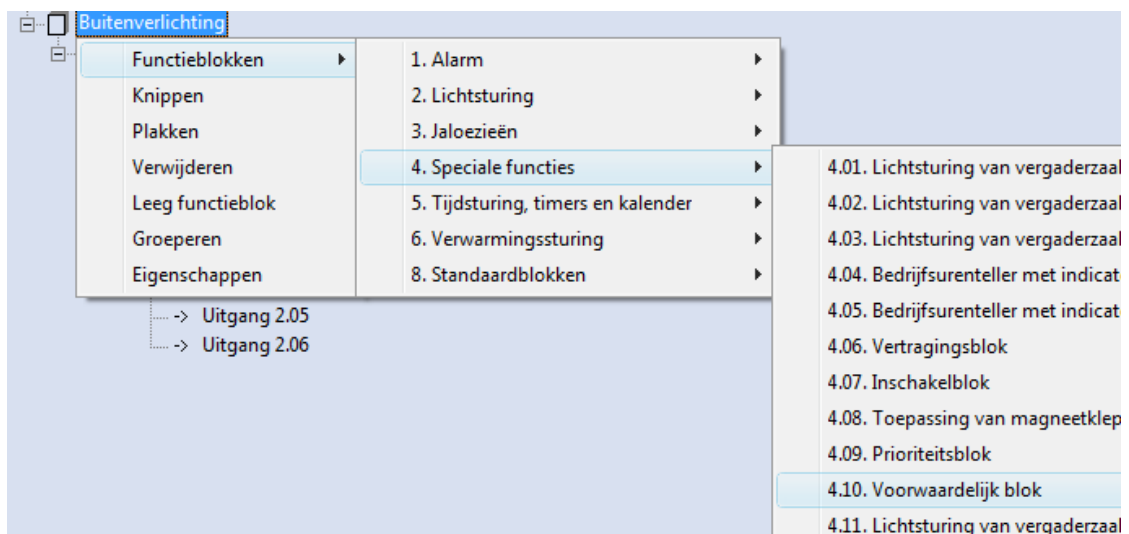 Buitenverlichting
Functieblokken
Knippen
Plakken
Verwijderen
Leeg functieblok
Groeperen
Eigenschappen
1. Alarm
2. Lichtsturing
3. Jaloezieën
4. Speciale functies
5. Tijdsturing, timers en kalender
6. Verwarmingssturing
8. Standaardblokken
4.01. Lichtsturing van vergaderzaal
4.02. Lichtsturing van vergaderzaal
4.03. Lichtsturing van vergaderzaal
4.04. Bedrijfsurenteller met indicat
4.05. Bedrijfsurenteller met indicat
4.06. Vertragingsblok
4.07. Inschakelblok
4.08. Toepassing van magneetklep
4.09. Prioriteitsblok
4.10. Voorwaardelijk blok
4.11. Lichtsturing van vergaderzaal
-> Uitgang 2.05
-> Uitgang 2.06